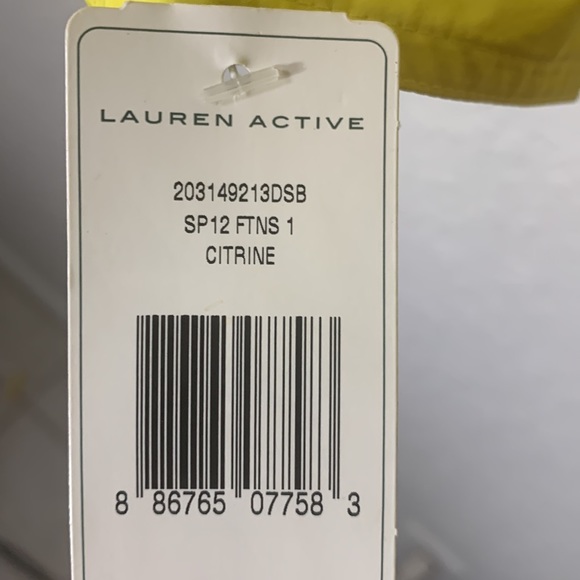 LAUREN ACTIVE
203149213DSB
SP12 FTNS 1
CITRINE
8 86765 07758 3